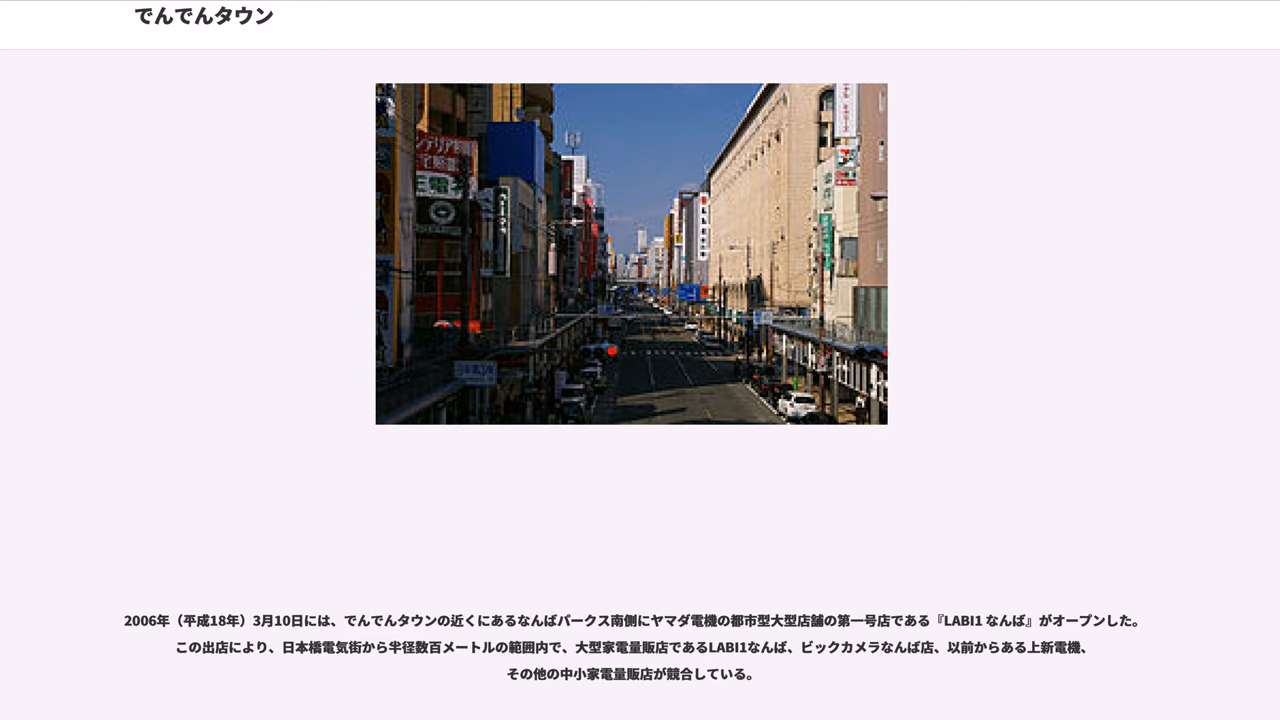 でんでんタウン
2006年（平成18年）3月10日には、でんでんタウンの近くにあるなんばパークス南側にヤマダ電機の都市型大型店舗の第一号店である『LABI1 なんば』がオープンした。
この出店により、日本橋電気街から半径数百メートルの範囲内で、大型家電量販店であるLABI1なんば、ビックカメラなんば店、以前からある上新電機、
その他の中小家電量販店が競合している。